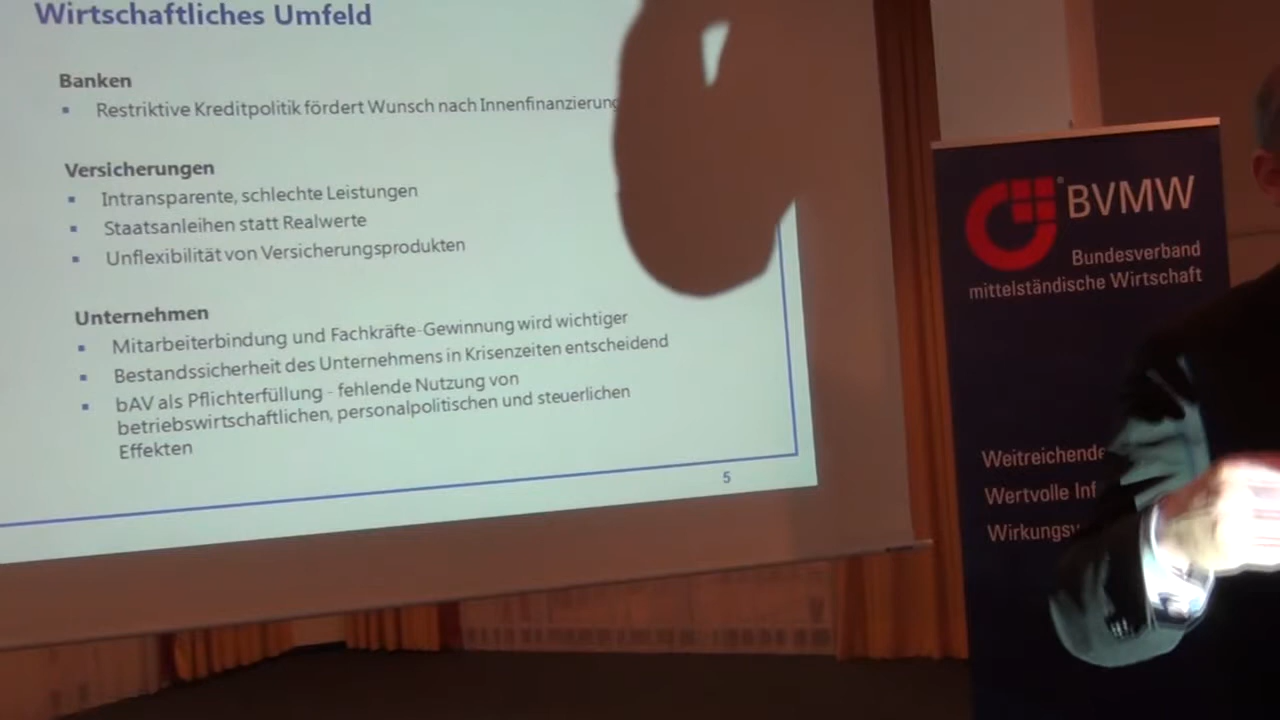 Wirtschaftliches Umfeld
Banken
Restriktive Kreditpolitik fördert Wunsch nach Innenfinanzierung
Versicherungen
Intransparente, schlechte Leistungen
Staatsanleihen statt Realwerte
Unflexibilität von Versicherungsprodukten
Unternehmen
Mitarbeiterbindung und Fachkräfte-Gewinnung wird wichtiger
Bestandssicherheit des Unternehmens in Krisenzeiten entscheidend
bAV als Pflichterfüllung - fehlende Nutzung von
betriebswirtschaftlichen, personalpolitischen und steuerlichen
Effekten
5
BVMW
Bundesverband
mittelständische Wirtschaft
Weitreichende
Wertvolle